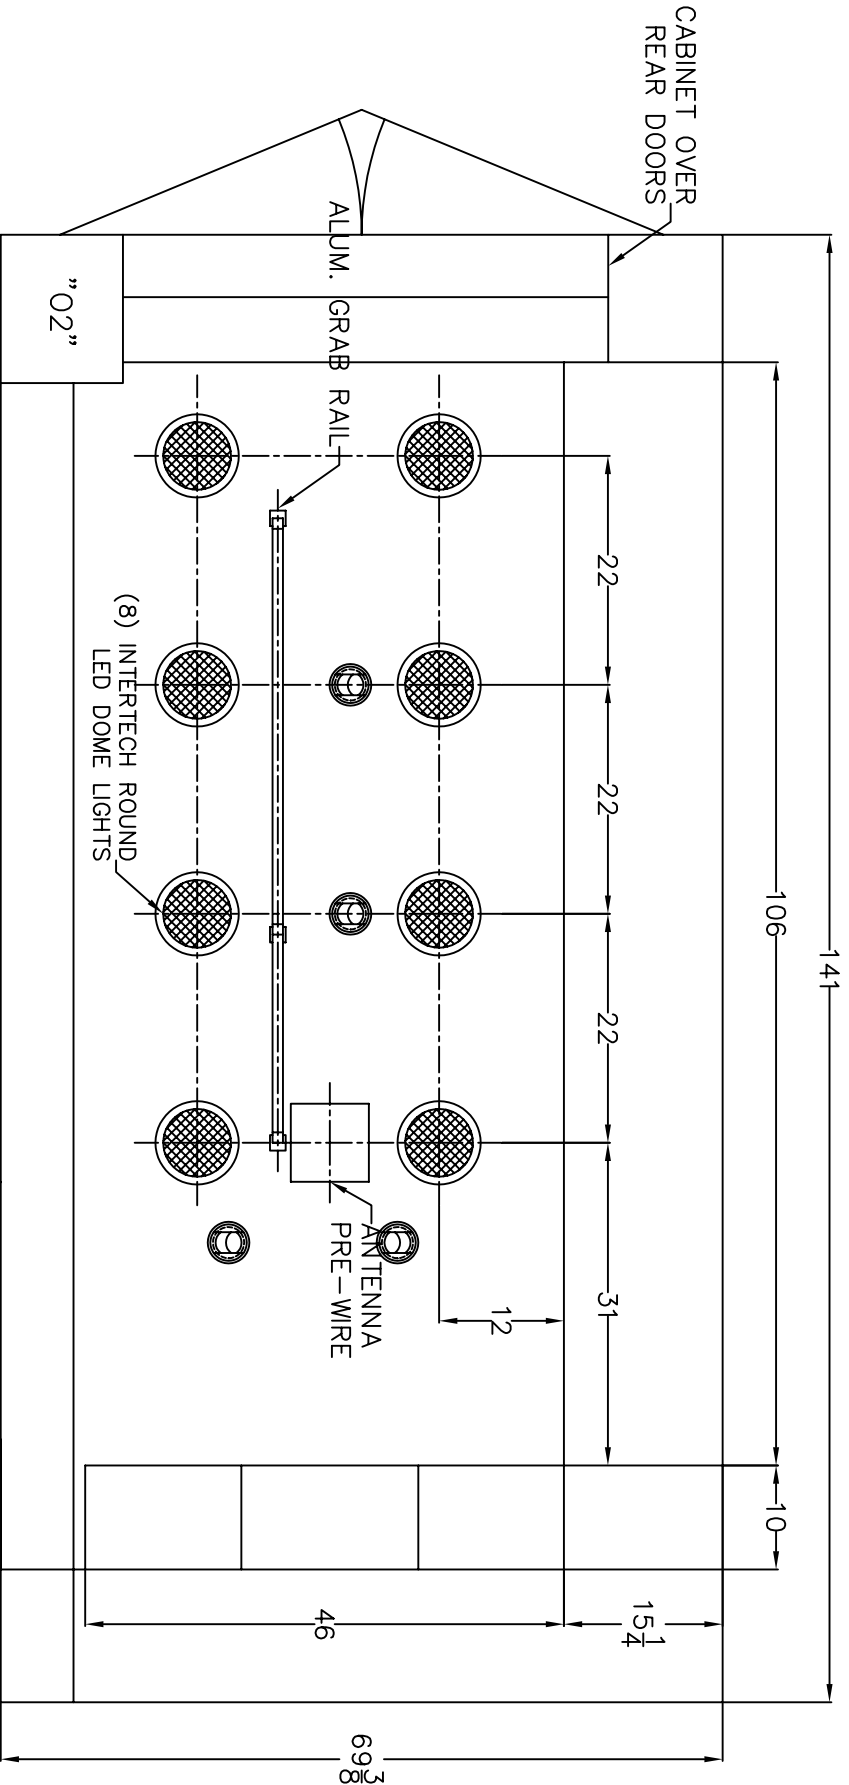 CABINET OVER
REAR DOORS
141
106
10
22
22
22
31
15 1/4
12
46
69 3/8
ALUM. GRAB RAIL
ANTENNA
PRE-WIRE
"O2"
(8) INTERTECH ROUND
LED DOME LIGHTS